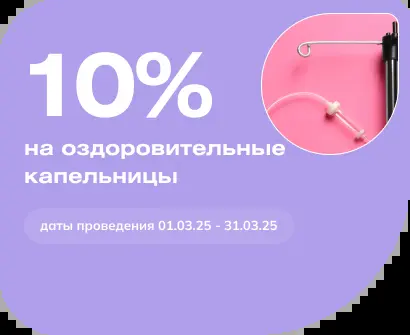 10%
на оздоровительные
капельницы
даты проведения 01.03.25 - 31.03.25